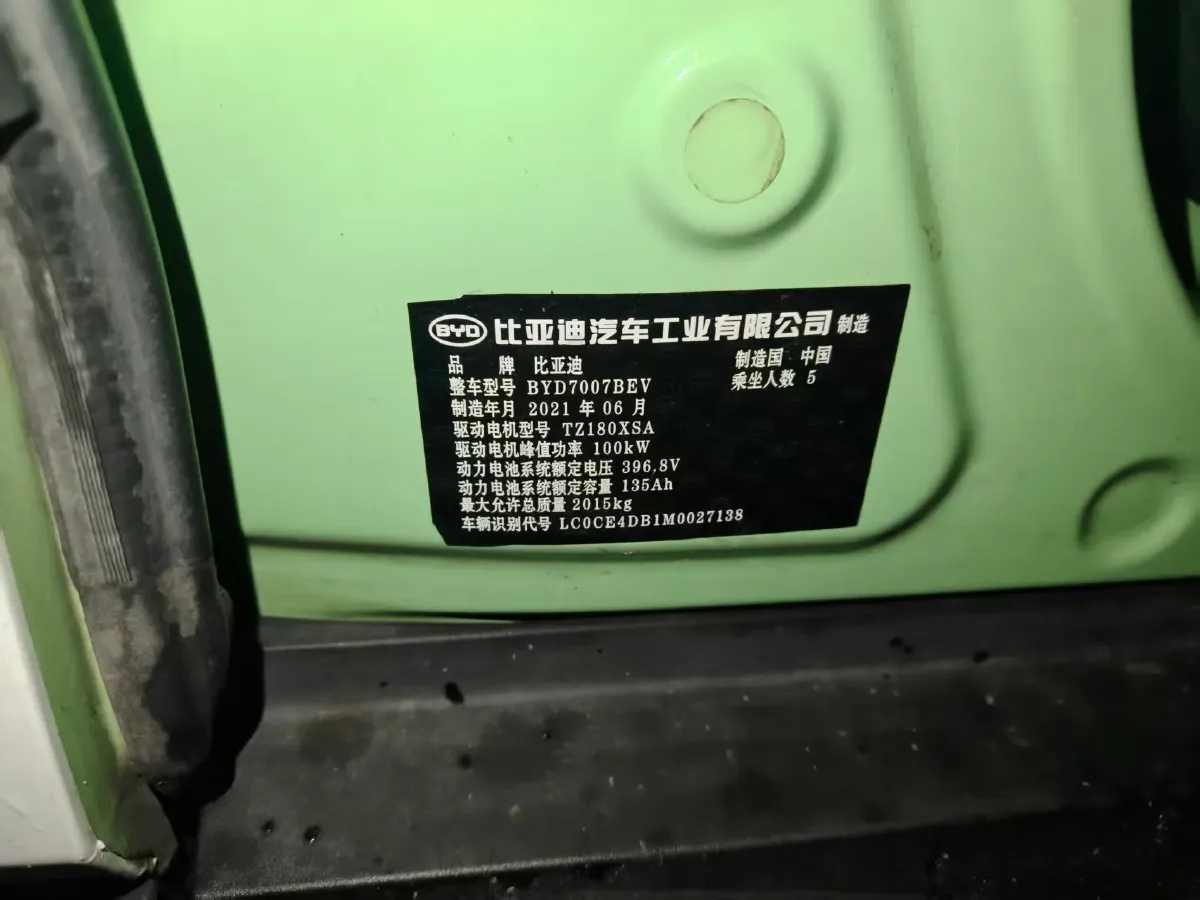 BYD 比亚迪汽车工业有限公司 制造
品 牌 比亚迪 制造国 中国
整车型号 BYD7007BEV 乘坐人数 5
制造年月 2021 年 06 月
驱动电机型号 TZ180XSA
驱动电机峰值功率 100kW
动力电池系统额定电压 396.8V
动力电池系统额定容量 135Ah
最大允许总质量 2015kg
车辆识别代号 LC0CE4DB1M0027138